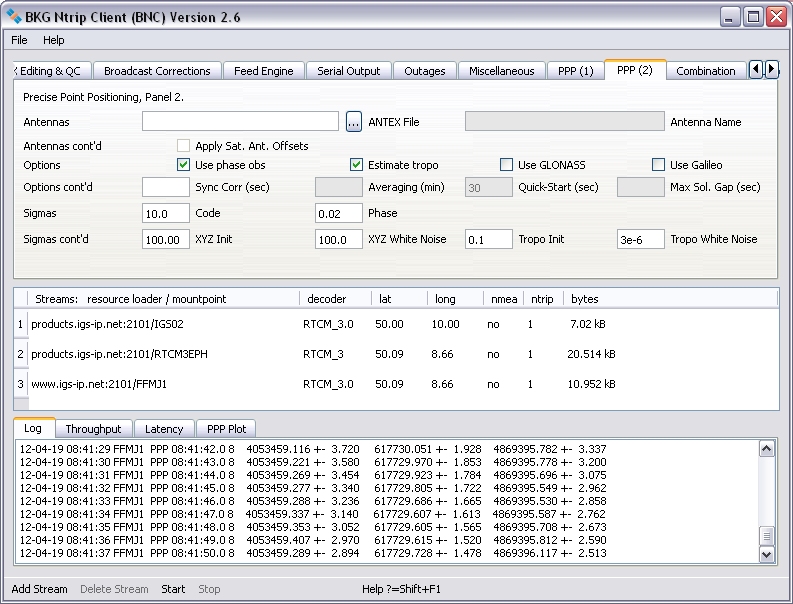 BKG Ntrip Client (BNC) Version 2.6
File Help
Editing & QC Broadcast Corrections Feed Engine Serial Output Outages Miscellaneous PPP (1) PPP (2) Combination
Precise Point Positioning, Panel 2.
Antennas ... ANTEX File Antenna Name
Antennas cont'd Apply Sat. Ant. Offsets
Options Use phase obs Estimate tropo Use GLONASS Use Galileo
Options cont'd Sync Corr (sec) Averaging (min) 30 Quick-Start (sec) Max Sol. Gap (sec)
Sigmas 10.0 Code 0.02 Phase
Sigmas cont'd 100.00 XYZ Init 100.0 XYZ White Noise 0.1 Tropo Init 3e-6 Tropo White Noise
Streams: resource loader / mountpoint decoder lat long nmea ntrip bytes
1 products.igs-ip.net:2101/IGS02 RTCM_3.0 50.00 10.00 no 1 7.02 kB
2 products.igs-ip.net:2101/RTCM3EPH RTCM_3 50.09 8.66 no 1 20.514 kB
3 www.igs-ip.net:2101/FFMJ1 RTCM_3.0 50.09 8.66 no 1 10.952 kB
Log Throughput Latency PPP Plot
12-04-19 08:41:29 FFMJ1 PPP 08:41:42.0 8 4053459.116 +- 3.720 617730.051 +- 1.928 4869395.782 +- 3.337
12-04-19 08:41:30 FFMJ1 PPP 08:41:43.0 8 4053459.221 +- 3.580 617729.970 +- 1.853 4869395.778 +- 3.200
12-04-19 08:41:31 FFMJ1 PPP 08:41:44.0 8 4053459.269 +- 3.454 617729.923 +- 1.784 4869395.696 +- 3.075
12-04-19 08:41:32 FFMJ1 PPP 08:41:45.0 8 4053459.277 +- 3.340 617729.805 +- 1.722 4869395.549 +- 2.962
12-04-19 08:41:33 FFMJ1 PPP 08:41:46.0 8 4053459.288 +- 3.236 617729.686 +- 1.665 4869395.530 +- 2.858
12-04-19 08:41:34 FFMJ1 PPP 08:41:47.0 8 4053459.337 +- 3.140 617729.607 +- 1.613 4869395.587 +- 2.762
12-04-19 08:41:35 FFMJ1 PPP 08:41:48.0 8 4053459.353 +- 3.052 617729.605 +- 1.565 4869395.708 +- 2.673
12-04-19 08:41:36 FFMJ1 PPP 08:41:49.0 8 4053459.407 +- 2.970 617729.635 +- 1.520 4869395.812 +- 2.590
12-04-19 08:41:37 FFMJ1 PPP 08:41:50.0 8 4053459.289 +- 2.894 617729.728 +- 1.478 4869396.117 +- 2.513
Add Stream Delete Stream Start Stop Help ?=Shift+F1